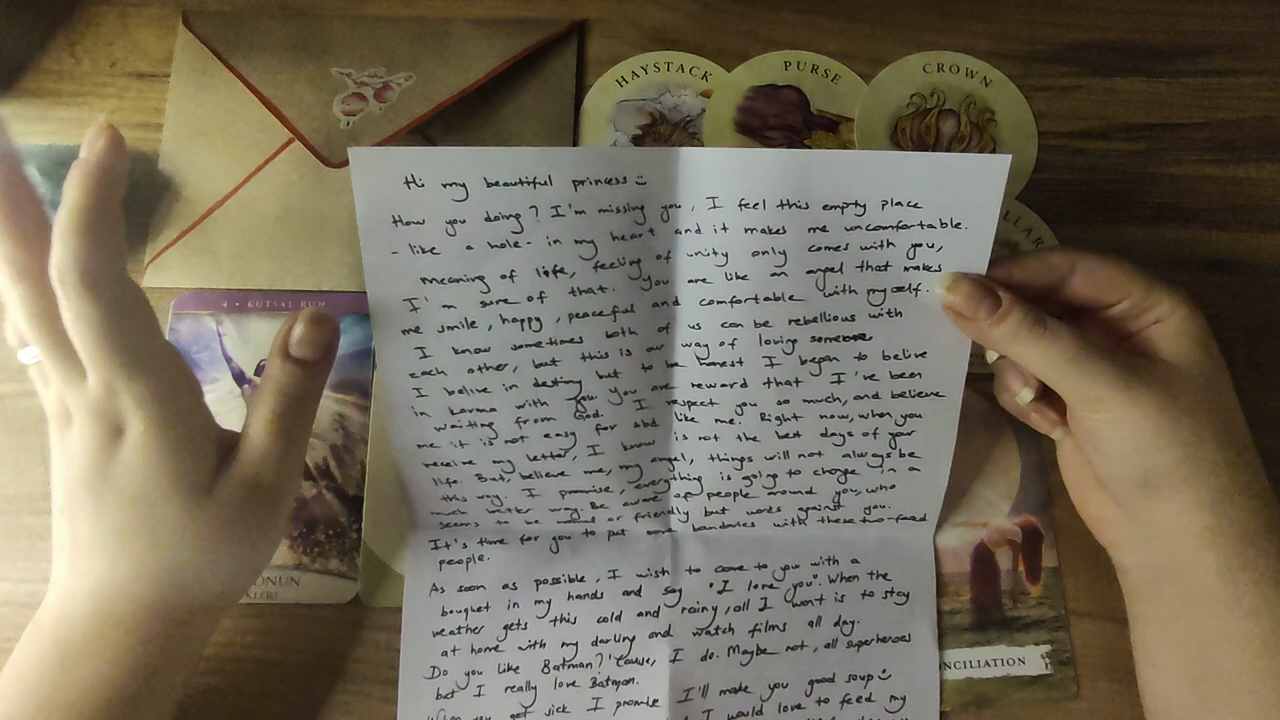 HAYSTACK
PURSE
CROWN
LLAR
4 • KUTSAL RUH
Hi my beautiful princess
How you doing? I'm missing you, I feel this empty place
- like a hole - in my heart and it makes me uncomfortable.
meaning of life, feeling of unity only comes with you,
I'm sure of that. You are like an angel that makes
me smile, happy, peaceful and comfortable with myself.
I know sometimes both of us can be rebellious with
each other, but this is our way of loving someone
I belive in destiny but to be honest I began to belive
in karma with you. You are reward that I've been
waiting from God. I respect you so much, and believe
me it is not easy for sbd like me. Right now, when you
receive my letter, I know is not the best days of your
life. But, believe me, my angel, things will not always be
this way. I promise, everything is going to change in a
much better way. Be aware of people around you, who
seems to be or friendly but works against you.
It's time for you to put some bondaries with these two-faced
people.
As soon as possible, I wish to come to you with a
bouquet in my hands and say "I love you". When the
weather gets this cold and rainy, all I want is to stay
at home with my darling and watch films all day.
Do you like Batman? 'Cause, I do. Maybe not, all superheroes
but I really love Batman.
When you get sick I promise I'll make you good soup
I would love to feed my
ONUN
KLERİ
NCILIATION